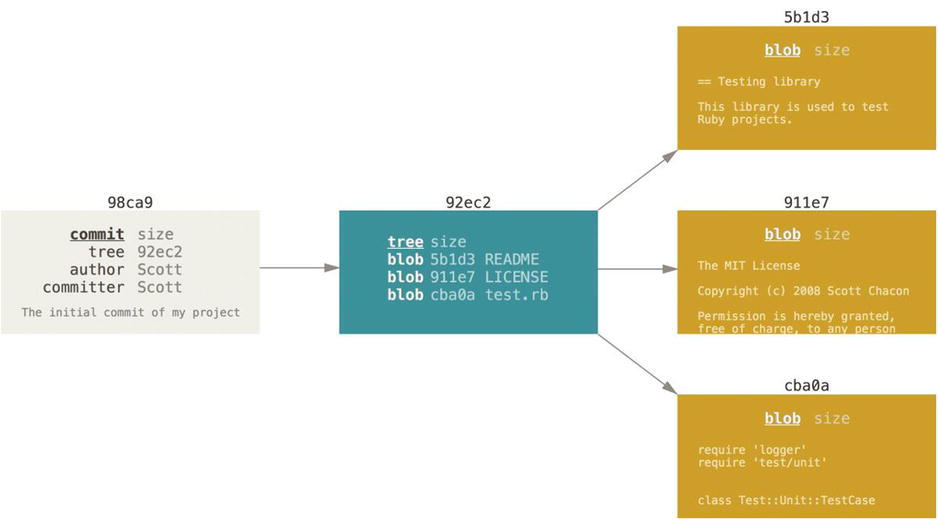 5b1d3
blob size
== Testing library
This library is used to test
Ruby projects.
98ca9
commit size
tree 92ec2
author Scott
committer Scott
The initial commit of my project
92ec2
tree size
blob 5b1d3 README
blob 911e7 LICENSE
blob cba0a test.rb
911e7
blob size
The MIT License
Copyright (c) 2008 Scott Chacon
Permission is hereby granted,
free of charge, to any person
cba0a
blob size
require 'logger'
require 'test/unit'
class Test::Unit::TestCase